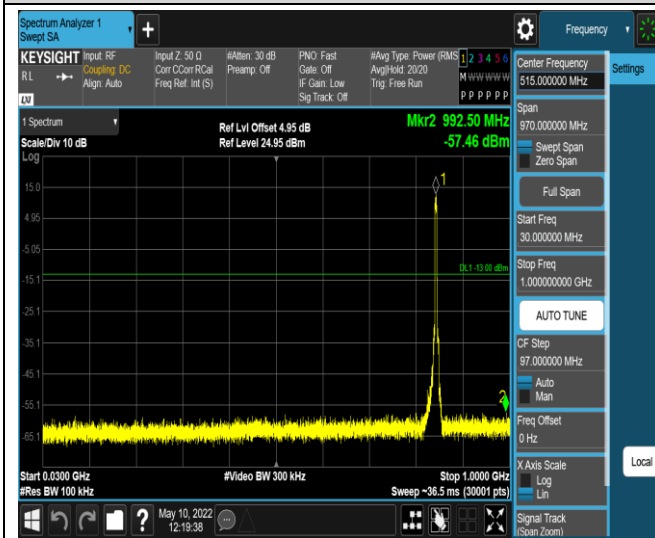 Spectrum Analyzer 1
Swept SA
+
Frequency
KEYSIGHT
RL
LXI
Input: RF
Coupling: DC
Align: Auto
Input Z: 50 Ω
Corr CCorr RCal
Freq Ref: Int (S)
#Atten: 30 dB
Preamp: Off
PNO: Fast
Gate: Off
IF Gain: Low
Sig Track: Off
#Avg Type: Power (RMS
Avg|Hold: 20/20
Trig: Free Run
1 2 3 4 5 6
M W W W W W
P P P P P P
1 Spectrum
Scale/Div 10 dB
Log
Ref Lvl Offset 4.95 dB
Ref Level 24.95 dBm
Mkr2 992.50 MHz
-57.46 dBm
15.0
4.95
-5.05
-15.1
-25.1
-35.1
-45.1
-55.1
-65.1
1
DL1 -13.00 dBm
2
Start 0.0300 GHz
#Res BW 100 kHz
#Video BW 300 kHz
Stop 1.0000 GHz
Sweep ~36.5 ms (30001 pts)
?
May 10, 2022
12:19:38
Center Frequency
515.000000 MHz
Span
970.000000 MHz
Swept Span
Zero Span
Full Span
Start Freq
30.000000 MHz
Stop Freq
1.000000000 GHz
AUTO TUNE
CF Step
97.000000 MHz
Auto
Man
Freq Offset
0 Hz
X Axis Scale
Log
Lin
Signal Track
(Span Zoom)
Settings
Local